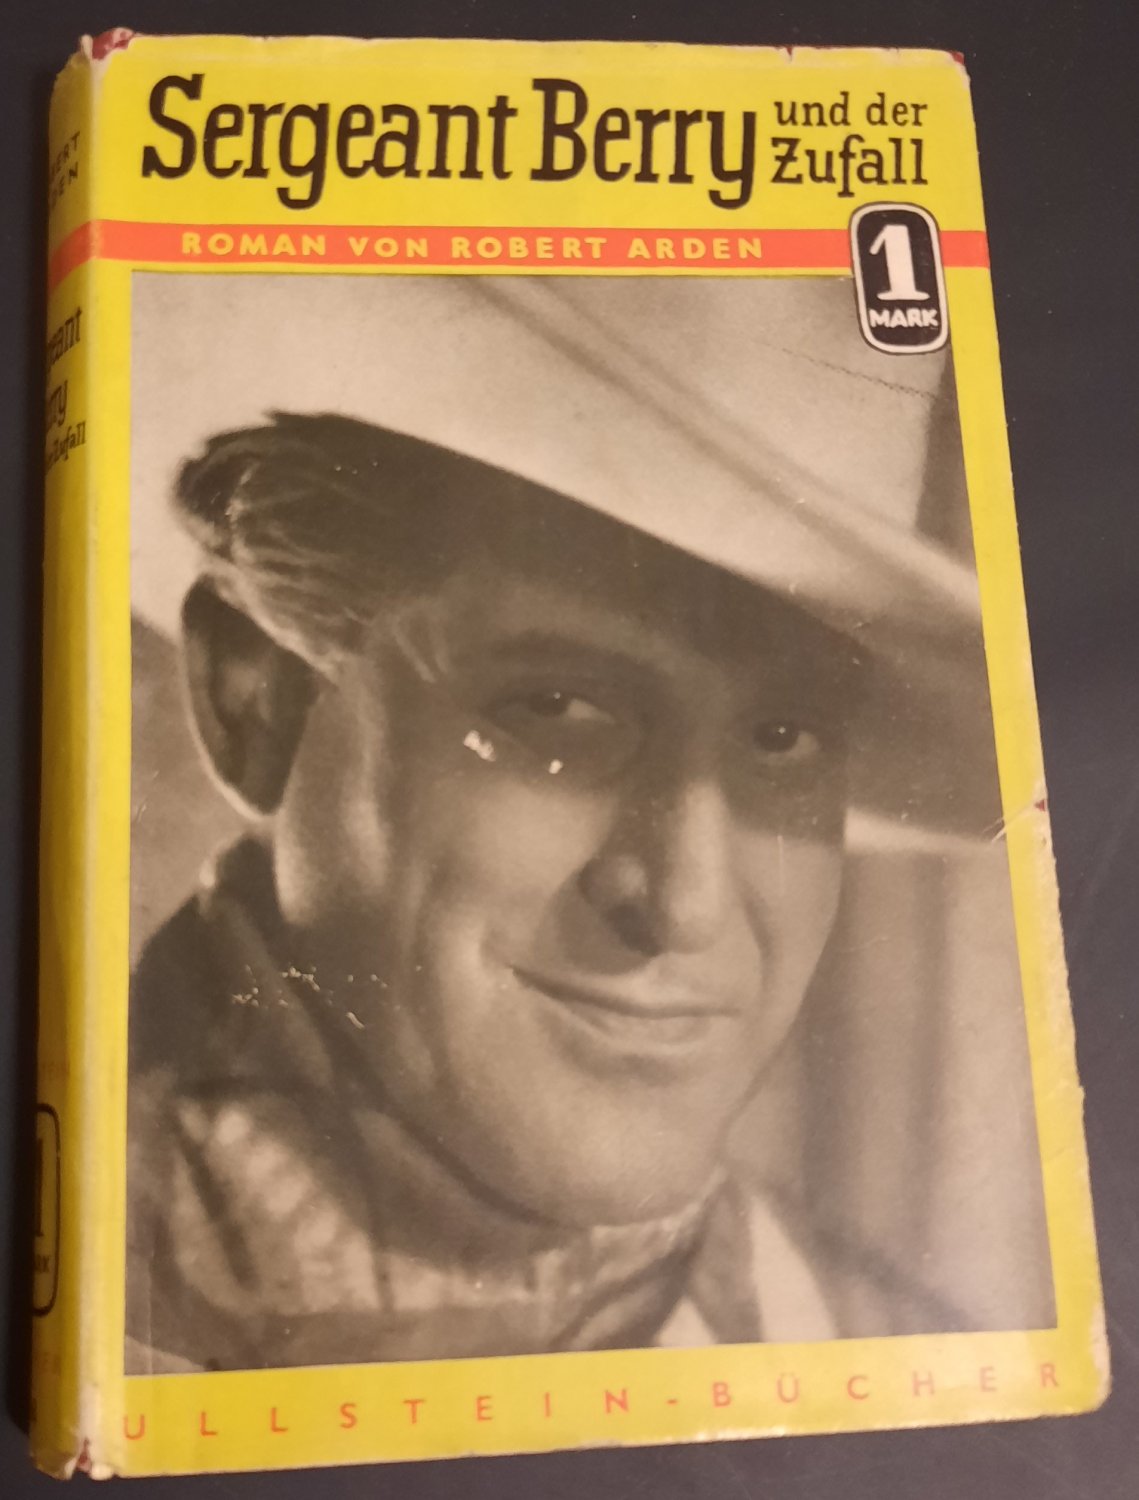 Sergeant Berry
und der
Zufall
ROMAN VON ROBERT ARDEN
1
MARK
ULLSTEIN-BÜCHER